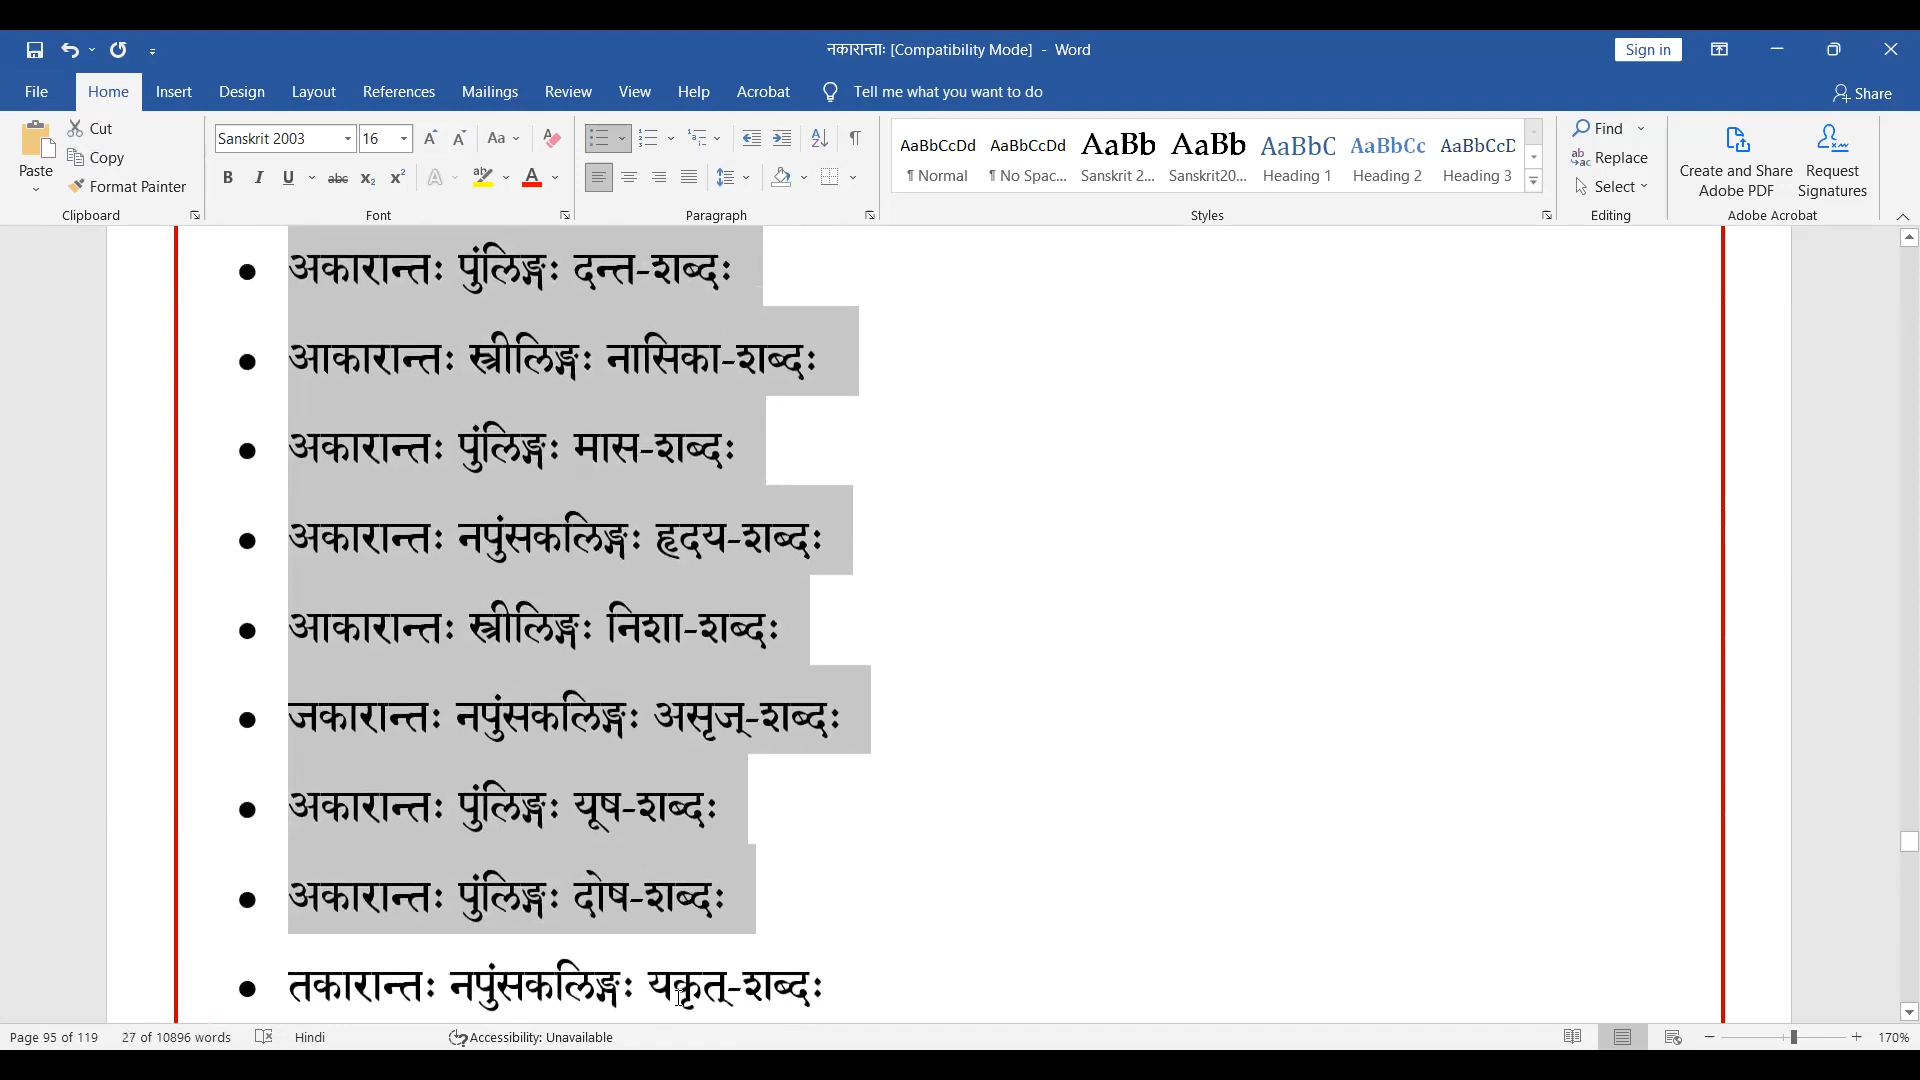 नकारान्ताः [Compatibility Mode] - Word
Sign in
File Home Insert Design Layout References Mailings Review View Help Acrobat Tell me what you want to do Share
Paste Cut Copy Format Painter Clipboard
Sanskrit 2003 16 Font
Paragraph
AaBbCcDd AaBbCcDd AaBb AaBb AaBbC AaBbCc AaBbCcD
¶ Normal ¶ No Spac... Sanskrit 2... Sanskrit20... Heading 1 Heading 2 Heading 3
Styles
Find Replace Select Editing
Create and Share Adobe PDF Request Signatures Adobe Acrobat
• अकारान्तः पुंलिङ्गः दन्त-शब्दः
• आकारान्तः स्त्रीलिङ्गः नासिका-शब्दः
• अकारान्तः पुंलिङ्गः मास-शब्दः
• अकारान्तः नपुंसकलिङ्गः हृदय-शब्दः
• आकारान्तः स्त्रीलिङ्गः निशा-शब्दः
• जकारान्तः नपुंसकलिङ्गः असृज्-शब्दः
• अकारान्तः पुंलिङ्गः यूष-शब्दः
• अकारान्तः पुंलिङ्गः दोष-शब्दः
• तकारान्तः नपुंसकलिङ्गः यकृत्-शब्दः
Page 95 of 119 27 of 10896 words Hindi Accessibility: Unavailable 170%